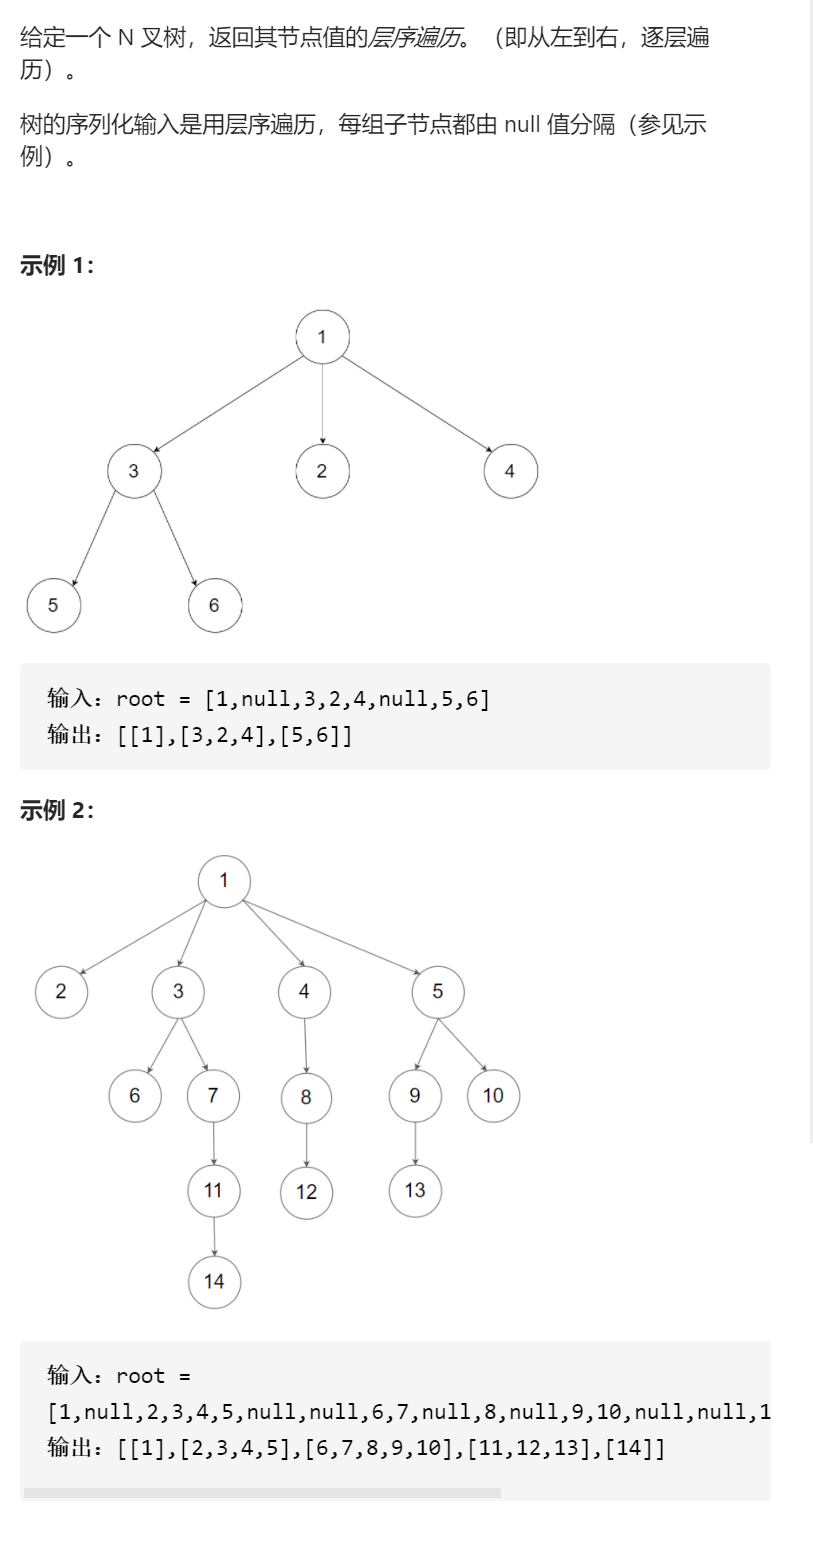 给定一个 N 叉树，返回其节点值的层序遍历。（即从左到右，逐层遍
历）。
树的序列化输入是用层序遍历，每组子节点都由 null 值分隔（参见示
例）。
示例 1：
1
3
2
4
5
6
输入：root = [1,null,3,2,4,null,5,6]
输出：[[1],[3,2,4],[5,6]]
示例 2：
1
2
3
4
5
6
7
8
9
10
11
12
13
14
输入：root =
[1,null,2,3,4,5,null,null,6,7,null,8,null,9,10,null,null,1
输出：[[1],[2,3,4,5],[6,7,8,9,10],[11,12,13],[14]]